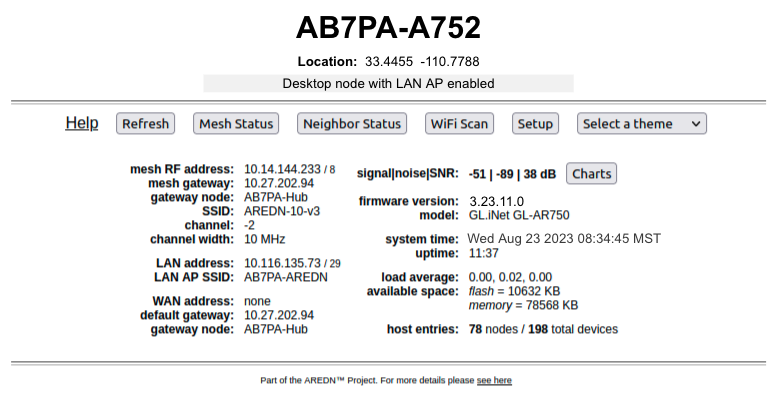 AB7PA-A752
Location: 33.4455 -110.7788
Desktop node with LAN AP enabled
Help Refresh Mesh Status Neighbor Status WiFi Scan Setup Select a theme
mesh RF address: 10.14.144.233 / 8
mesh gateway: 10.27.202.94
gateway node: AB7PA-Hub
SSID: AREDN-10-v3
channel: -2
channel width: 10 MHz
LAN address: 10.116.135.73 / 29
LAN AP SSID: AB7PA-AREDN
WAN address: none
default gateway: 10.27.202.94
gateway node: AB7PA-Hub
signal|noise|SNR: -51 | -89 | 38 dB Charts
firmware version: 3.23.11.0
model: GL.iNet GL-AR750
system time: Wed Aug 23 2023 08:34:45 MST
uptime: 11:37
load average: 0.00, 0.02, 0.00
available space: flash = 10632 KB
memory = 78568 KB
host entries: 78 nodes / 198 total devices
Part of the AREDN™ Project. For more details please see here